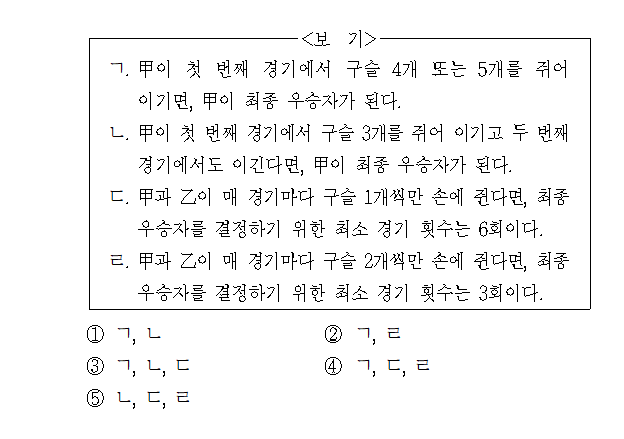 <보 기>
ㄱ. 甲이 첫 번째 경기에서 구슬 4개 또는 5개를 쥐어
이기면, 甲이 최종 우승자가 된다.
ㄴ. 甲이 첫 번째 경기에서 구슬 3개를 쥐어 이기고 두 번째
경기에서도 이긴다면, 甲이 최종 우승자가 된다.
ㄷ. 甲과 乙이 매 경기마다 구슬 1개씩만 손에 쥔다면, 최종
우승자를 결정하기 위한 최소 경기 횟수는 6회이다.
ㄹ. 甲과 乙이 매 경기마다 구슬 2개씩만 손에 쥔다면, 최종
우승자를 결정하기 위한 최소 경기 횟수는 3회이다.
① ㄱ, ㄴ ② ㄱ, ㄹ
③ ㄱ, ㄴ, ㄷ ④ ㄱ, ㄷ, ㄹ
⑤ ㄴ, ㄷ, ㄹ